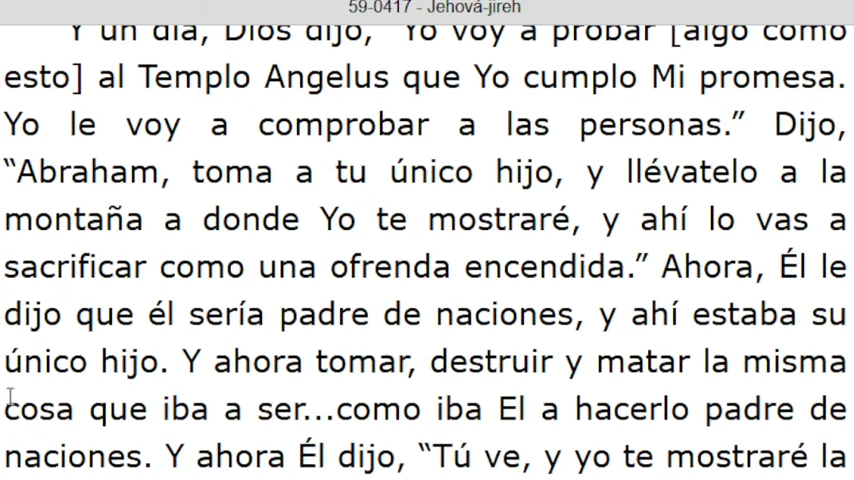 59-0417 - Jehová-jireh
Y un día, Dios dijo, “Yo voy a probar [algo como
esto] al Templo Angelus que Yo cumplo Mi promesa.
Yo le voy a comprobar a las personas.” Dijo,
“Abraham, toma a tu único hijo, y llévatelo a la
montaña a donde Yo te mostraré, y ahí lo vas a
sacrificar como una ofrenda encendida.” Ahora, Él le
dijo que él sería padre de naciones, y ahí estaba su
único hijo. Y ahora tomar, destruir y matar la misma
cosa que iba a ser...como iba El a hacerlo padre de
naciones. Y ahora Él dijo, “Tú ve, y yo te mostraré la